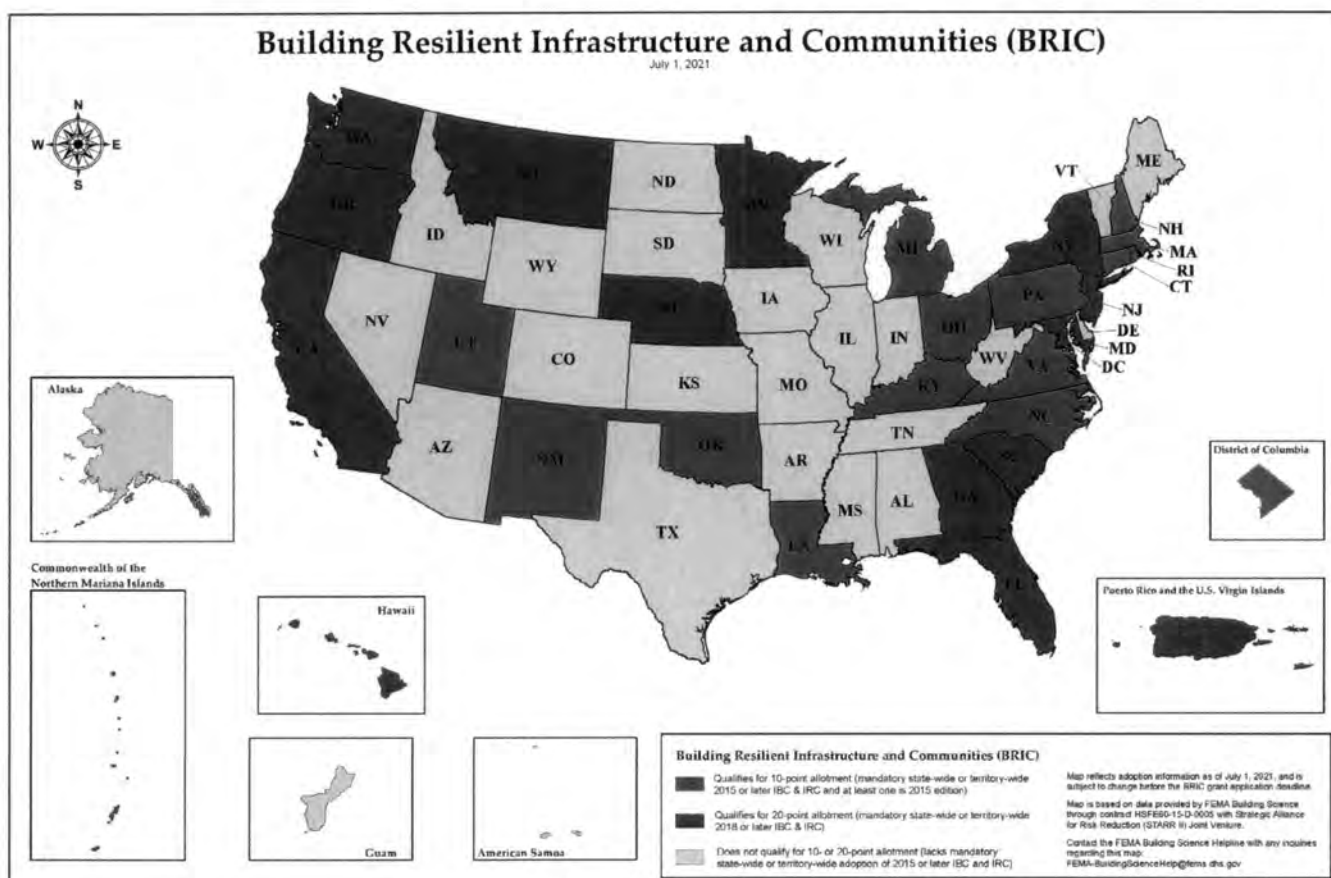 Building Resilient Infrastructure and Communities (BRIC)
July 1, 2021
N
W E
S
WA
MT
ND
MN
ME
VT
OR
ID
SD
WI
MI
NY
NH
MA
RI
CT
WY
IA
PA
NJ
NV
UT
CO
NE
IL
IN
OH
DE
MD
DC
WV
VA
CA
KS
MO
KY
NC
TN
AZ
NM
OK
AR
SC
MS
AL
GA
TX
LA
FL
Alaska
District of Columbia
Commonwealth of the
Northern Mariana Islands
Hawaii
Puerto Rico and the U.S. Virgin Islands
Guam
American Samoa
Building Resilient Infrastructure and Communities (BRIC)
Qualifies for 10-point allotment (mandatory state-wide or territory-wide
2015 or later IBC & IRC and at least one is 2015 edition)
Qualifies for 20-point allotment (mandatory state-wide or territory-wide
2018 or later IBC & IRC)
Does not qualify for 10- or 20-point allotment (lacks mandatory
state-wide or territory-wide adoption of 2015 or later IBC and IRC)
Map reflects adoption information as of July 1, 2021, and is
subject to change before the BRIC grant application deadline.
Map is based on data provided by FEMA Building Science
through contract HSFE60-15-D-0005 with Strategic Alliance
for Risk Reduction (STARR II) Joint Venture.
Contact the FEMA Building Science Helpline with any inquiries
regarding this map:
FEMA-BuildingScienceHelp@fema.dhs.gov